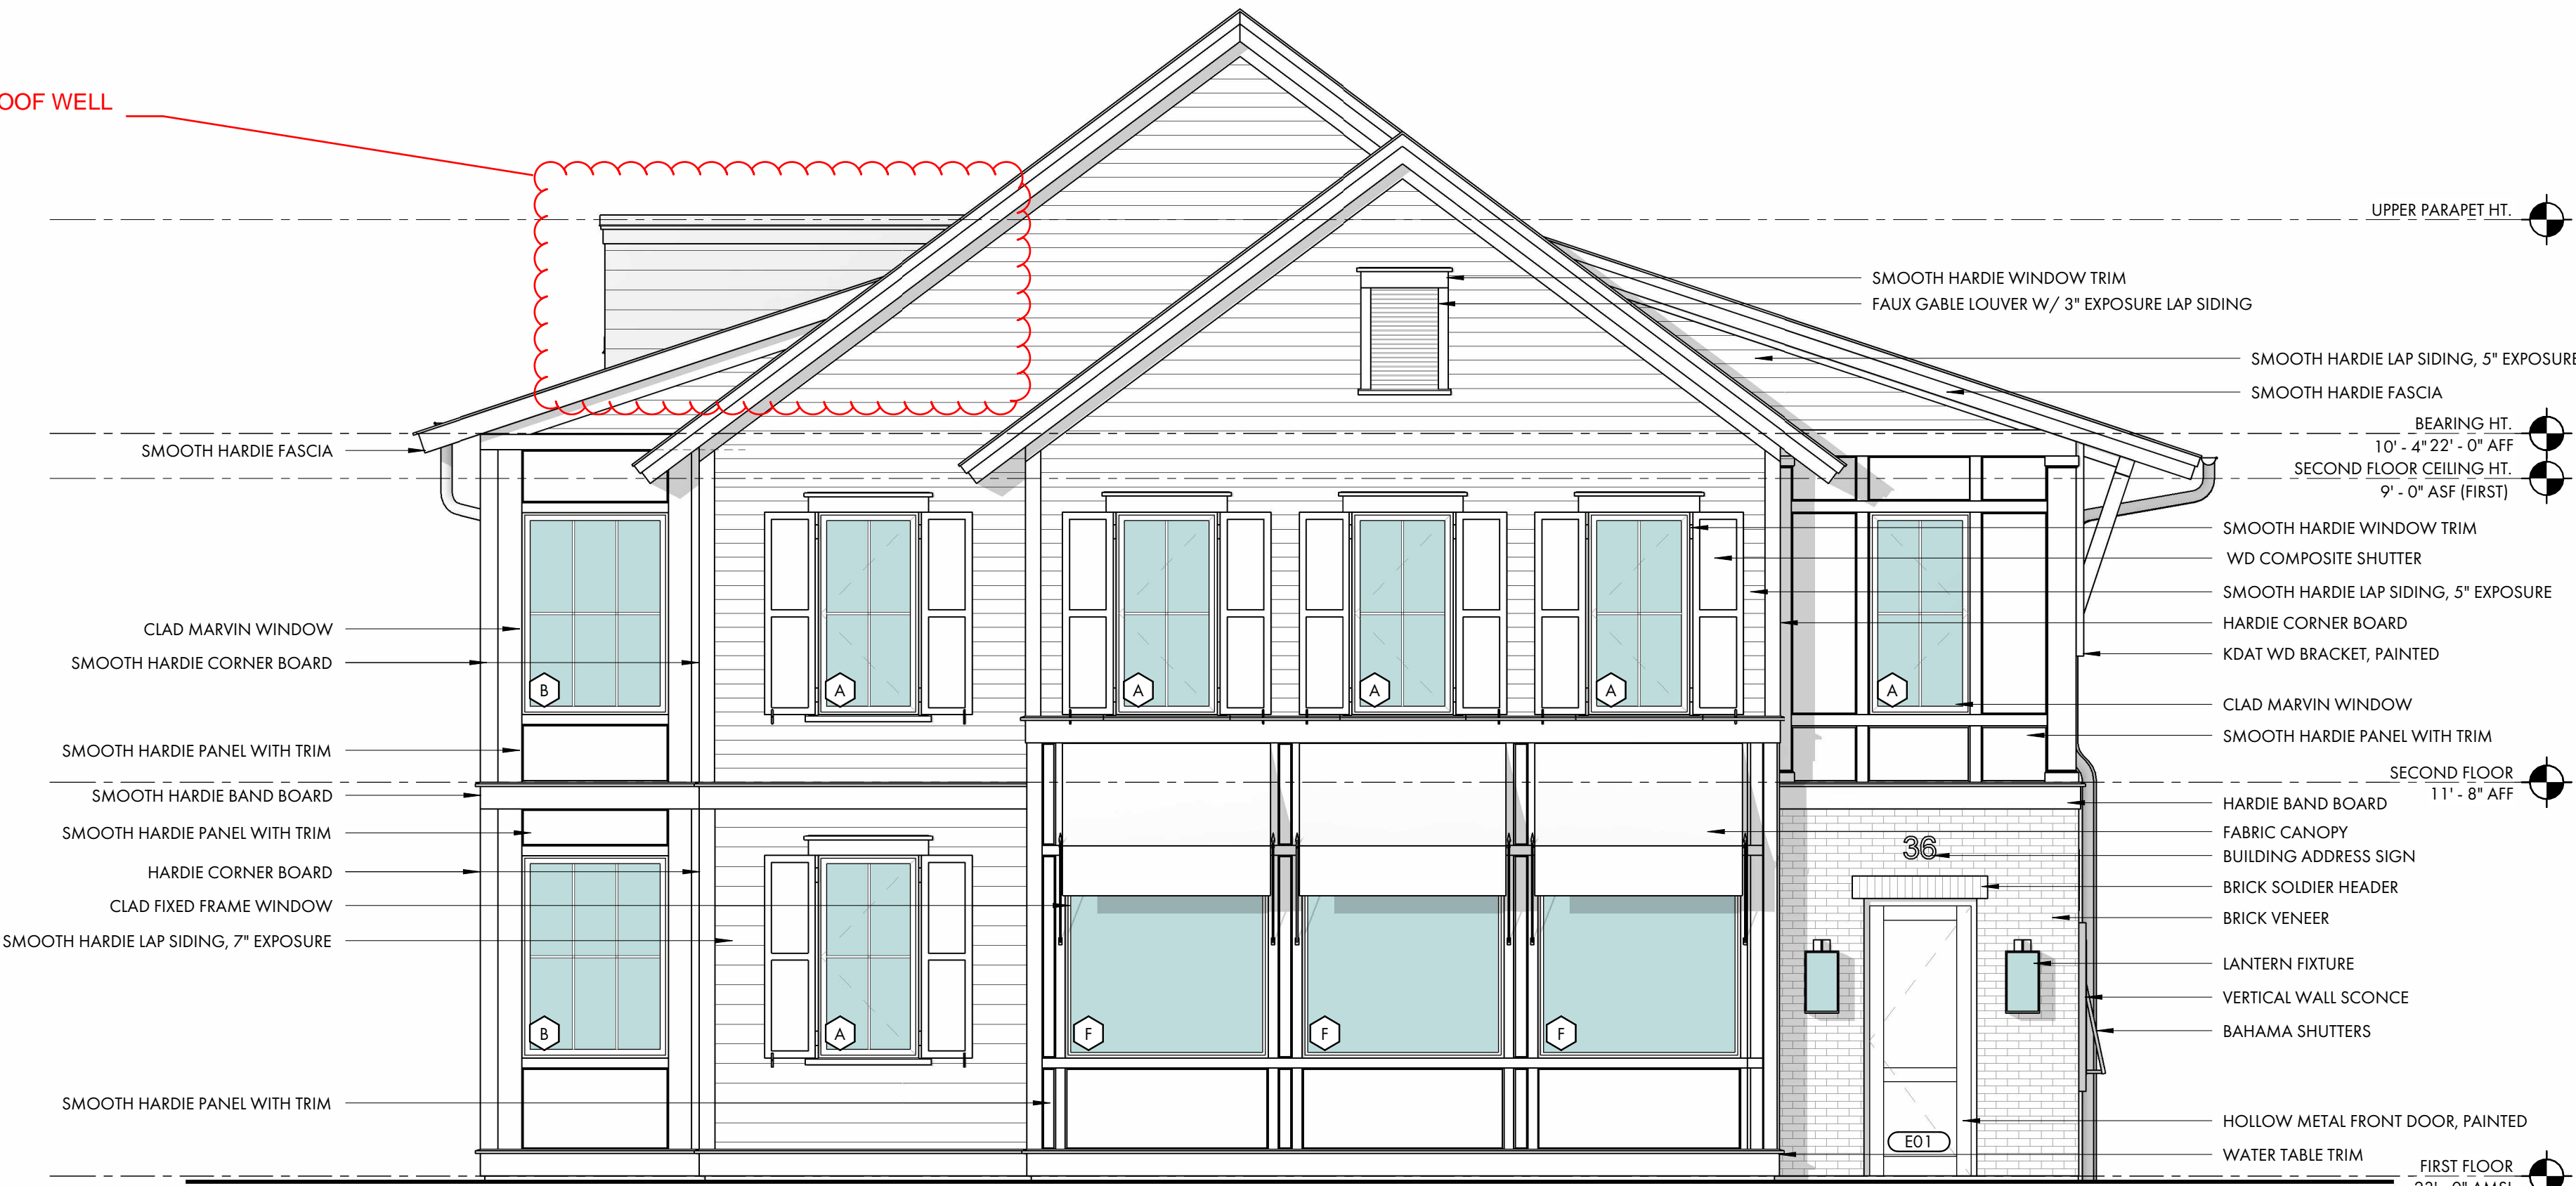 OOF WELL
UPPER PARAPET HT.
SMOOTH HARDIE WINDOW TRIM
FAUX GABLE LOUVER W/ 3" EXPOSURE LAP SIDING
SMOOTH HARDIE LAP SIDING, 5" EXPOSURE
SMOOTH HARDIE FASCIA
BEARING HT.
10' - 4" 22' - 0" AFF
SECOND FLOOR CEILING HT.
9' - 0" ASF (FIRST)
SMOOTH HARDIE WINDOW TRIM
WD COMPOSITE SHUTTER
SMOOTH HARDIE LAP SIDING, 5" EXPOSURE
HARDIE CORNER BOARD
KDAT WD BRACKET, PAINTED
CLAD MARVIN WINDOW
SMOOTH HARDIE PANEL WITH TRIM
SECOND FLOOR
11' - 8" AFF
HARDIE BAND BOARD
FABRIC CANOPY
BUILDING ADDRESS SIGN
BRICK SOLDIER HEADER
BRICK VENEER
LANTERN FIXTURE
VERTICAL WALL SCONCE
BAHAMA SHUTTERS
HOLLOW METAL FRONT DOOR, PAINTED
WATER TABLE TRIM
FIRST FLOOR
SMOOTH HARDIE FASCIA
CLAD MARVIN WINDOW
SMOOTH HARDIE CORNER BOARD
SMOOTH HARDIE PANEL WITH TRIM
SMOOTH HARDIE BAND BOARD
SMOOTH HARDIE PANEL WITH TRIM
HARDIE CORNER BOARD
CLAD FIXED FRAME WINDOW
SMOOTH HARDIE LAP SIDING, 7" EXPOSURE
SMOOTH HARDIE PANEL WITH TRIM
B
A
A
A
A
A
36
B
A
F
F
F
E01